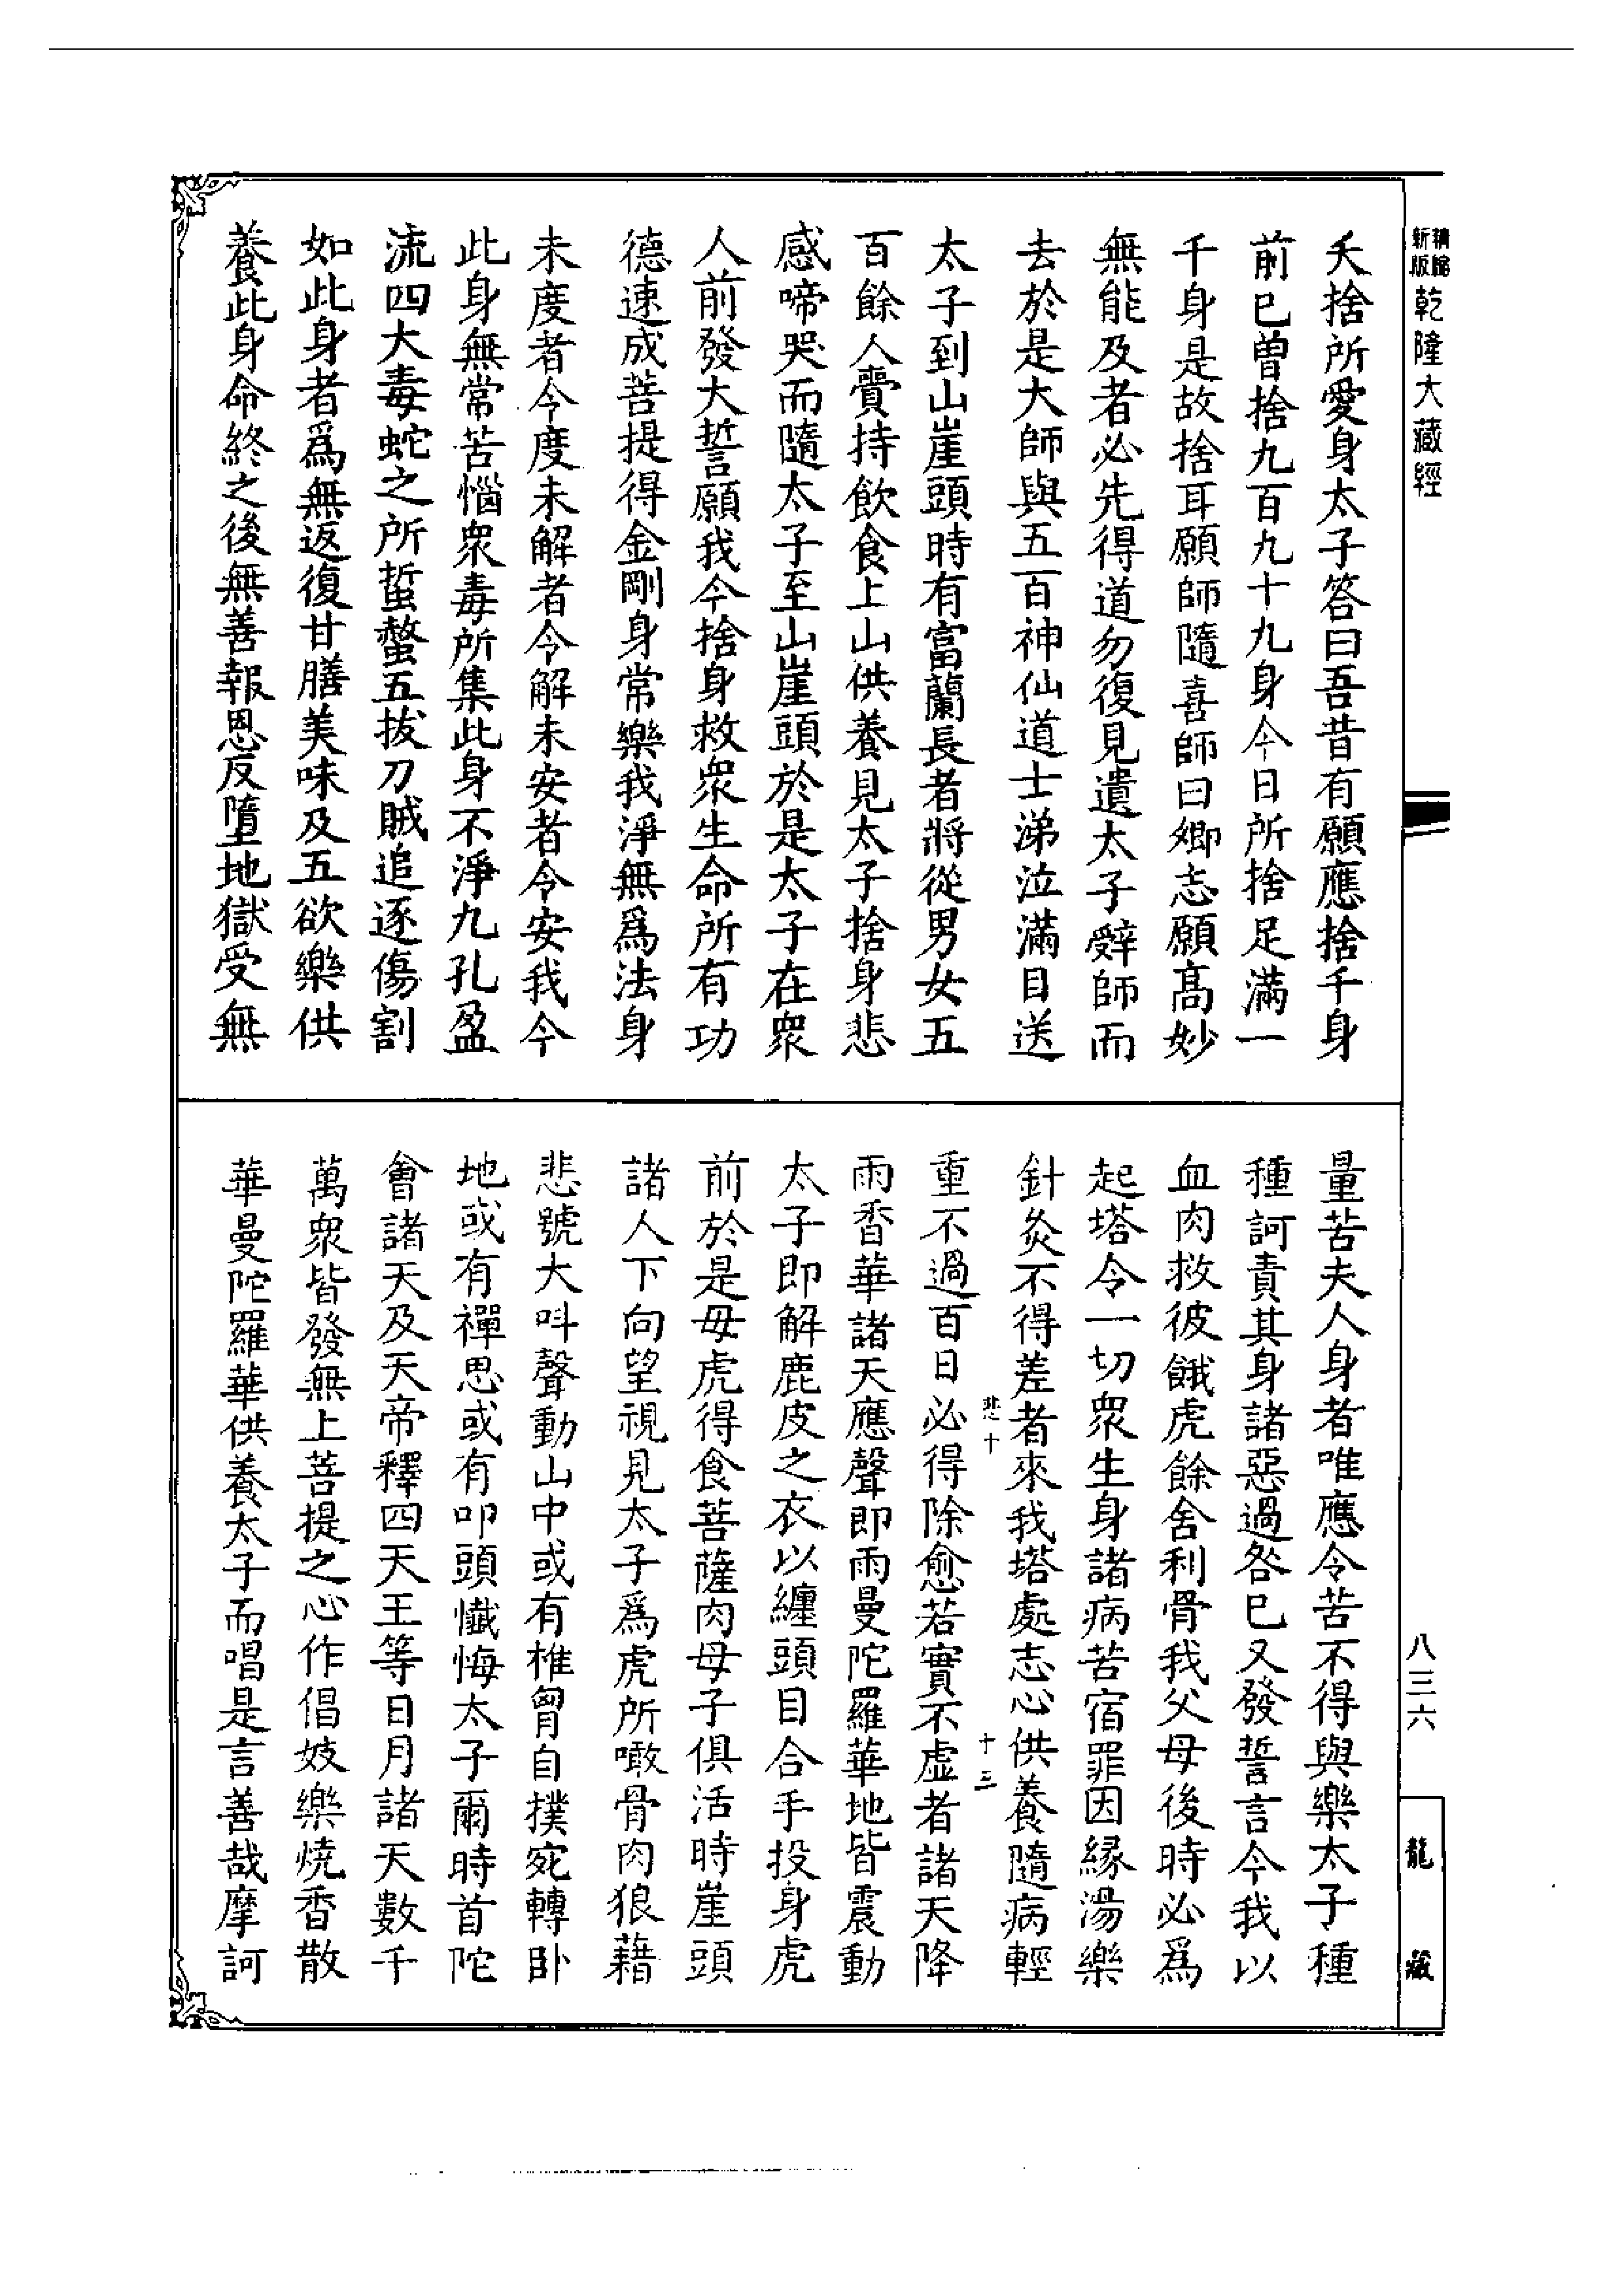 精縮
新版
乾隆大藏經
夭捨所愛身太子答曰吾昔有願應捨千身
前已曽捨九百九十九身今日所捨足滿一
千身是故捨耳願師隨喜師曰卿志願髙妙
無能及者必先得道勿復見遺太子辤師而
去於是大師與五百神仙道士涕泣滿目送
太子到山崖頭時有富蘭長者將從男女五
百餘人賷持飲食上山供養見太子捨身悲
感啼哭而隨太子至山崖頭於是太子在衆
人前發大誓願我今捨身救衆生命所有功
德速成菩提得金剛身常樂我淨無爲法身
未度者今度未解者今解未安者今安我今
此身無常苦惱衆毒所集此身不淨九孔盈
流四大毒蛇之所蜇螫五拔刀賊追逐傷割
如此身者爲無返復甘膳美味及五欲樂供
養此身命終之後無善報恩反墮地獄受無
量苦夫人身者唯應令苦不得與樂太子種
種訶責其身諸惡過咎已又發誓言今我以
血肉救彼餓虎餘舍利骨我父母後時必爲
起塔令一切衆生身諸病苦宿罪因縁湯樂
針灸不得差者來我塔處志心供養隨病輕
悲十
十三
重不過百日必得除愈若實不虚者諸天降
雨香華諸天應聲即雨曼陀羅華地皆震動
太子即解鹿皮之衣以纏頭目合手投身虎
前於是母虎得食菩薩肉母子俱活時崖頭
諸人下向望視見太子爲虎所噉骨肉狼藉
悲號大呌聲動山中或有椎胷自撲宛轉卧
地或有禪思或有叩頭懺悔太子爾時首陀
會諸天及天帝釋四天王等日月諸天數千
萬衆皆發無上菩提之心作倡妓樂燒香散
華曼陀羅華供養太子而唱是言善哉摩訶
八三六
龍藏